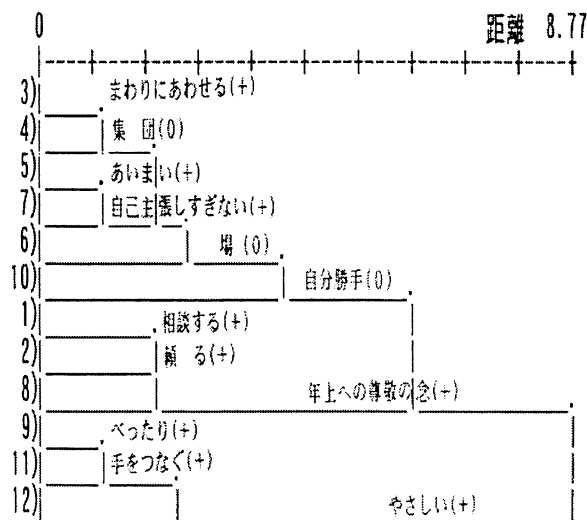 0 距離 8.77
3) まわりにあわせる(+)
4) 集団(0)
5) あいまい(+)
7) 自己主張しすぎない(+)
6) 場(0)
10) 自分勝手(0)
1) 相談する(+)
2) 頼る(+)
8) 年上への尊敬の念(+)
9) べったり(+)
11) 手をつなぐ(+)
12) やさしい(+)